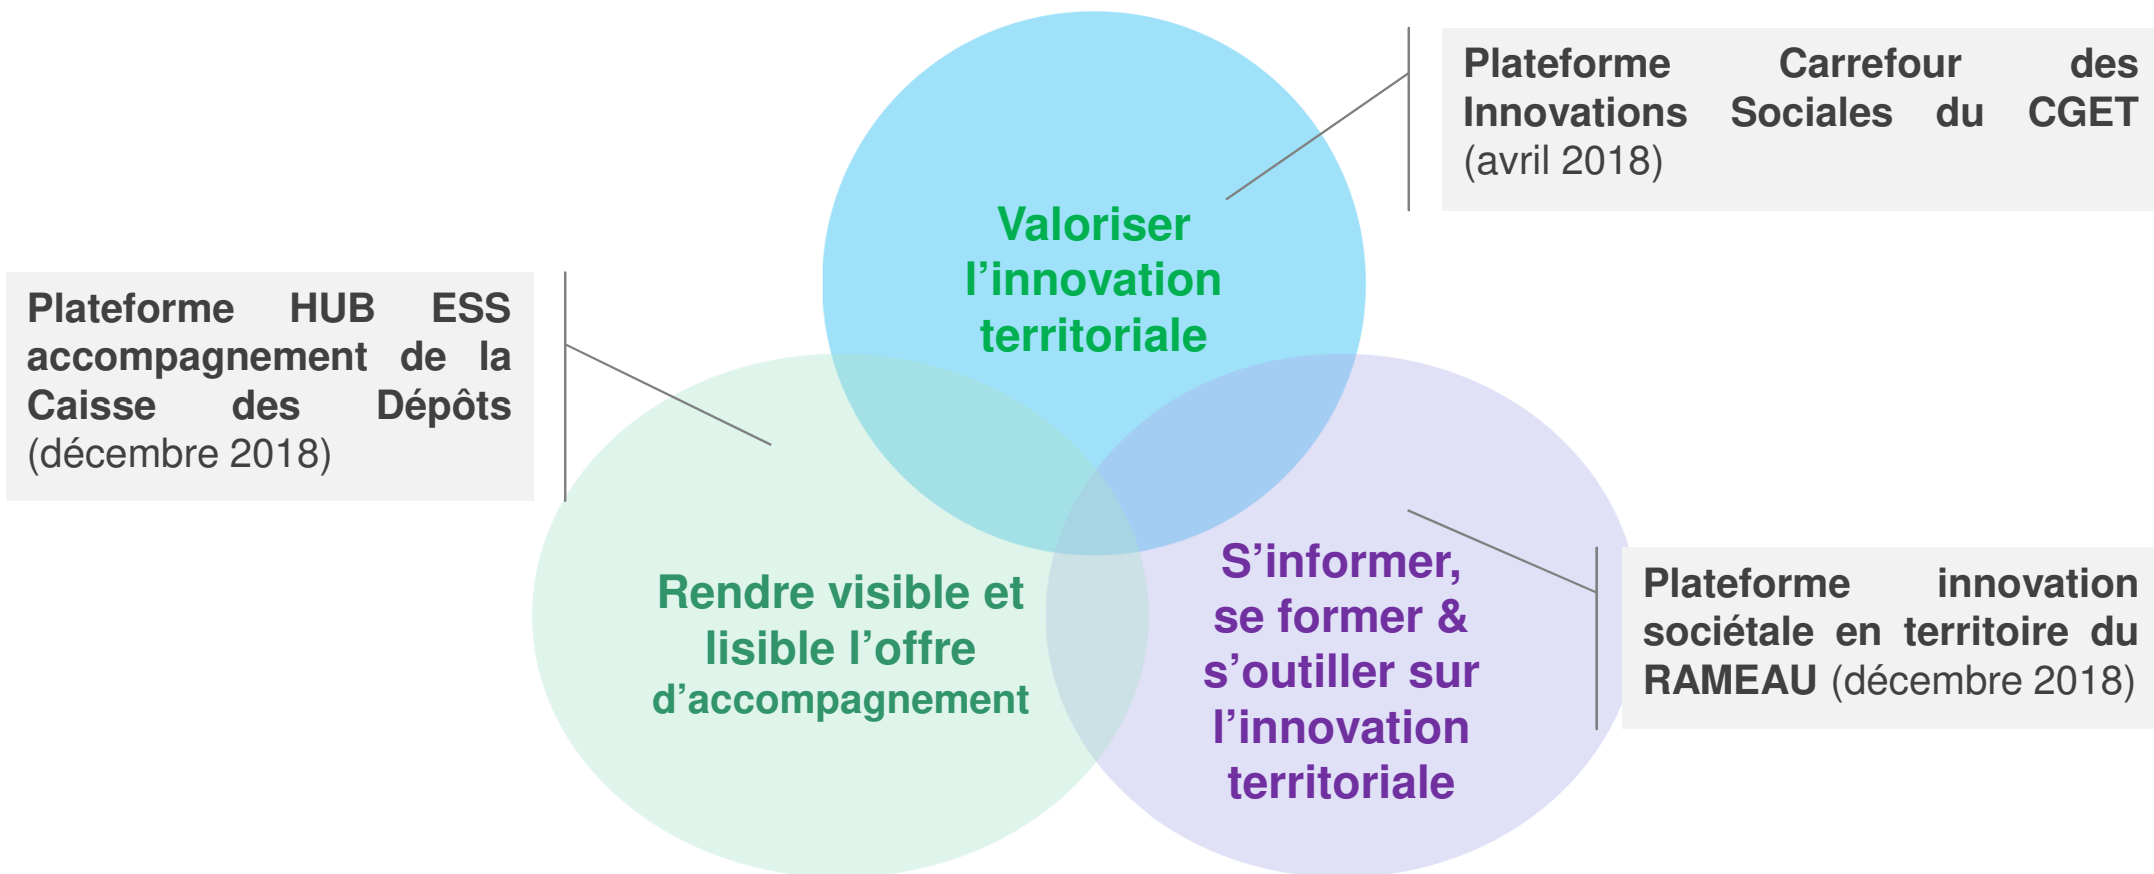 Plateforme Carrefour des
Innovations Sociales du CGET
(avril 2018)
Valoriser
l’innovation
territoriale
Plateforme HUB ESS
accompagnement de la
Caisse des Dépôts
(décembre 2018)
Rendre visible et
lisible l’offre
d’accompagnement
S’informer,
se former &
s’outiller sur
l’innovation
territoriale
Plateforme innovation
sociétale en territoire du
RAMEAU (décembre 2018)